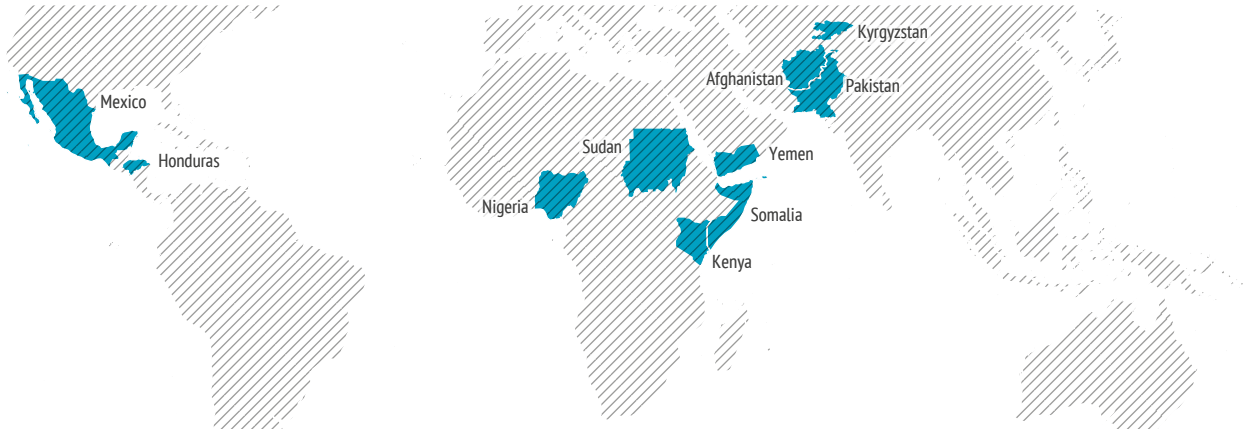 Kyrgyzstan
Afghanistan
Pakistan
Mexico
Sudan
Yemen
Honduras
Nigeria
Somalia
Kenya